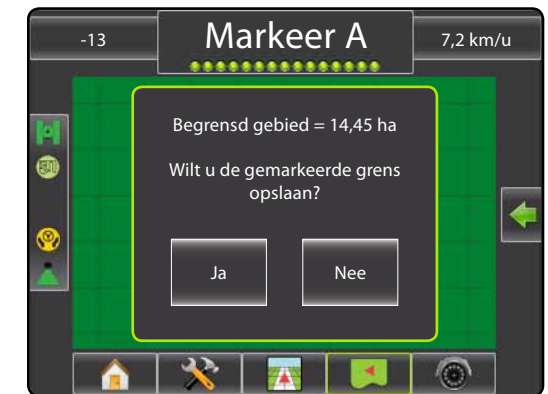 -13
Markeer A
7,2 km/u
Begrensd gebied = 14,45 ha
Wilt u de gemarkeerde grens
opslaan?
Ja
Nee